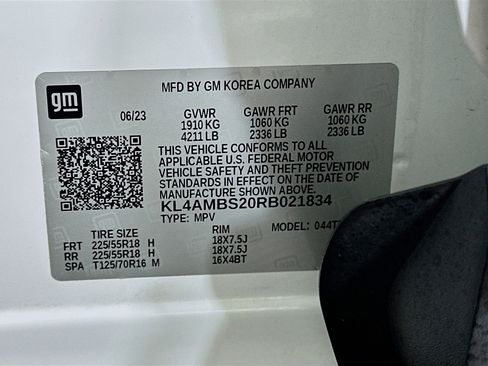 gm
MFD BY GM KOREA COMPANY
06/23 GVWR GAWR FRT GAWR RR
1910 KG 1060 KG 1060 KG
4211 LB 2336 LB 2336 LB
THIS VEHICLE CONFORMS TO ALL
APPLICABLE U.S. FEDERAL MOTOR
VEHICLE SAFETY AND THEFT PREVENTION
STANDARDS IN EFFECT ON THE DATE OF
MANUFACTURE SHOWN ABOVE.
KL4AMBS20RB021834
TYPE: MPV MODEL: 044T
TIRE SIZE RIM
FRT 225/55R18 H 18X7.5J
RR 225/55R18 H 18X7.5J
SPA T125/70R16 M 16X4BT